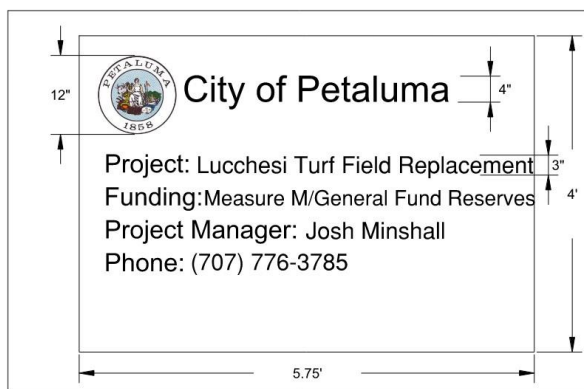 PETALUMA
1858
12"
City of Petaluma
4"
Project: Lucchesi Turf Field Replacement
3"
Funding:Measure M/General Fund Reserves
4'
Project Manager: Josh Minshall
Phone: (707) 776-3785
5.75'